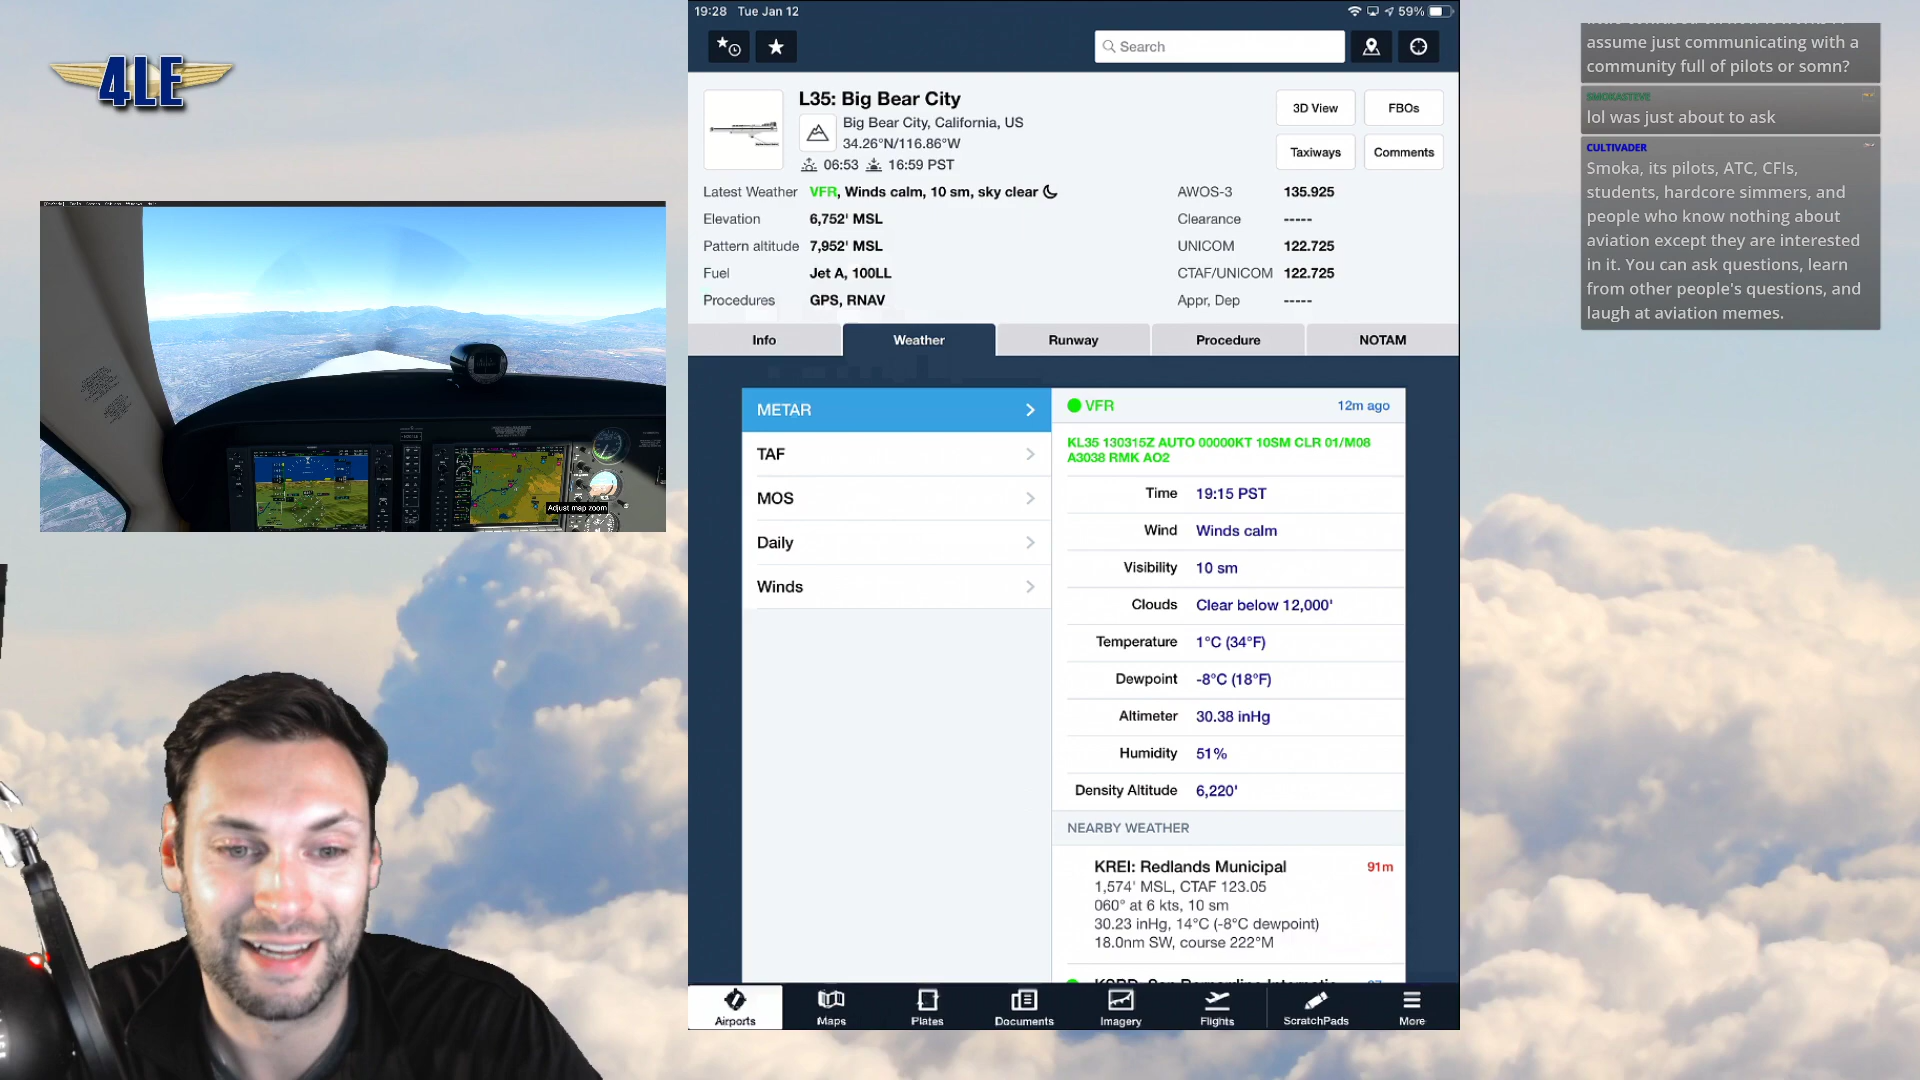 4LE
19:28 Tue Jan 12
59%
Search
L35: Big Bear City
Big Bear City, California, US
34.26°N/116.86°W
06:53 16:59 PST
3D View
FBOs
Taxiways
Comments
Latest Weather VFR, Winds calm, 10 sm, sky clear
Elevation 6,752' MSL
Pattern altitude 7,952' MSL
Fuel Jet A, 100LL
Procedures GPS, RNAV
AWOS-3 135.925
Clearance -----
UNICOM 122.725
CTAF/UNICOM 122.725
Appr, Dep -----
Info
Weather
Runway
Procedure
NOTAM
METAR
TAF
MOS
Daily
Winds
VFR 12m ago
KL35 130315Z AUTO 00000KT 10SM CLR 01/M08
A3038 RMK AO2
Time 19:15 PST
Wind Winds calm
Visibility 10 sm
Clouds Clear below 12,000'
Temperature 1°C (34°F)
Dewpoint -8°C (18°F)
Altimeter 30.38 inHg
Humidity 51%
Density Altitude 6,220'
NEARBY WEATHER
KREI: Redlands Municipal 91m
1,574' MSL, CTAF 123.05
060° at 6 kts, 10 sm
30.23 inHg, 14°C (-8°C dewpoint)
18.0nm SW, course 222°M
Airports
Maps
Plates
Documents
Imagery
Flights
ScratchPads
More
Adjust map zoom
assume just communicating with a
community full of pilots or somn?
SMOKASTEVE
lol was just about to ask
CULTIVADER
Smoka, its pilots, ATC, CFIs,
students, hardcore simmers, and
people who know nothing about
aviation except they are interested
in it. You can ask questions, learn
from other people's questions, and
laugh at aviation memes.